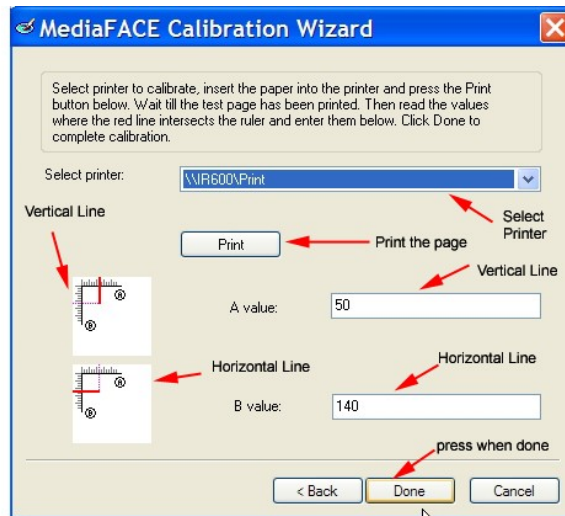 MediaFACE Calibration Wizard
Select printer to calibrate, insert the paper into the printer and press the Print
button below. Wait till the test page has been printed. Then read the values
where the red line intersects the ruler and enter them below. Click Done to
complete calibration.
Select printer:
\\IR600\Print
Vertical Line
Select
Printer
Print
Print the page
Vertical Line
A
B
A value:
50
Horizontal Line
Horizontal Line
A
B
B value:
140
press when done
< Back
Done
Cancel